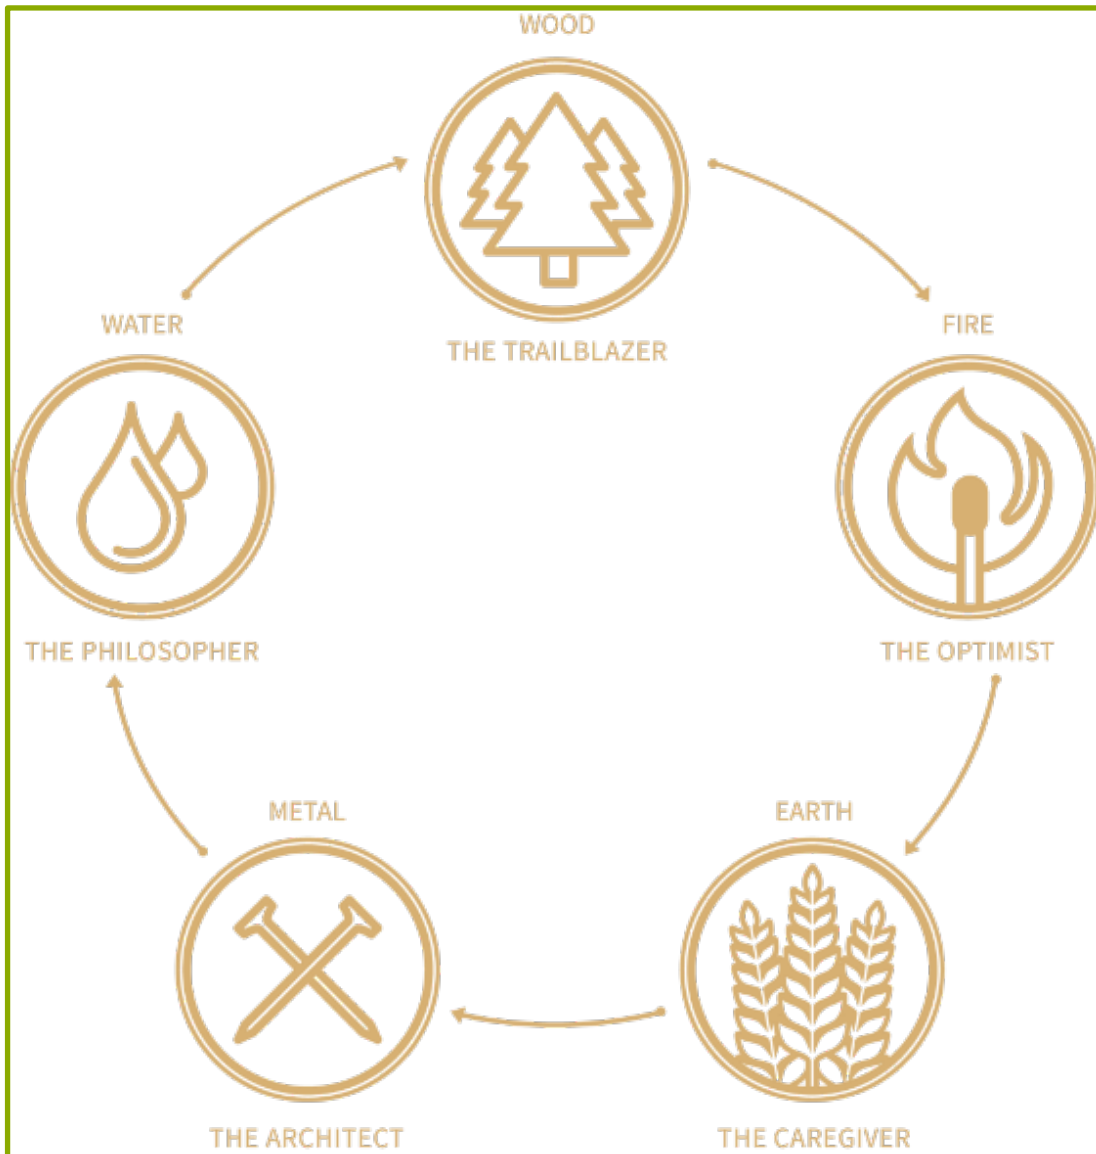 WOOD
THE TRAILBLAZER
WATER
FIRE
THE PHILOSOPHER
THE OPTIMIST
METAL
EARTH
THE ARCHITECT
THE CAREGIVER